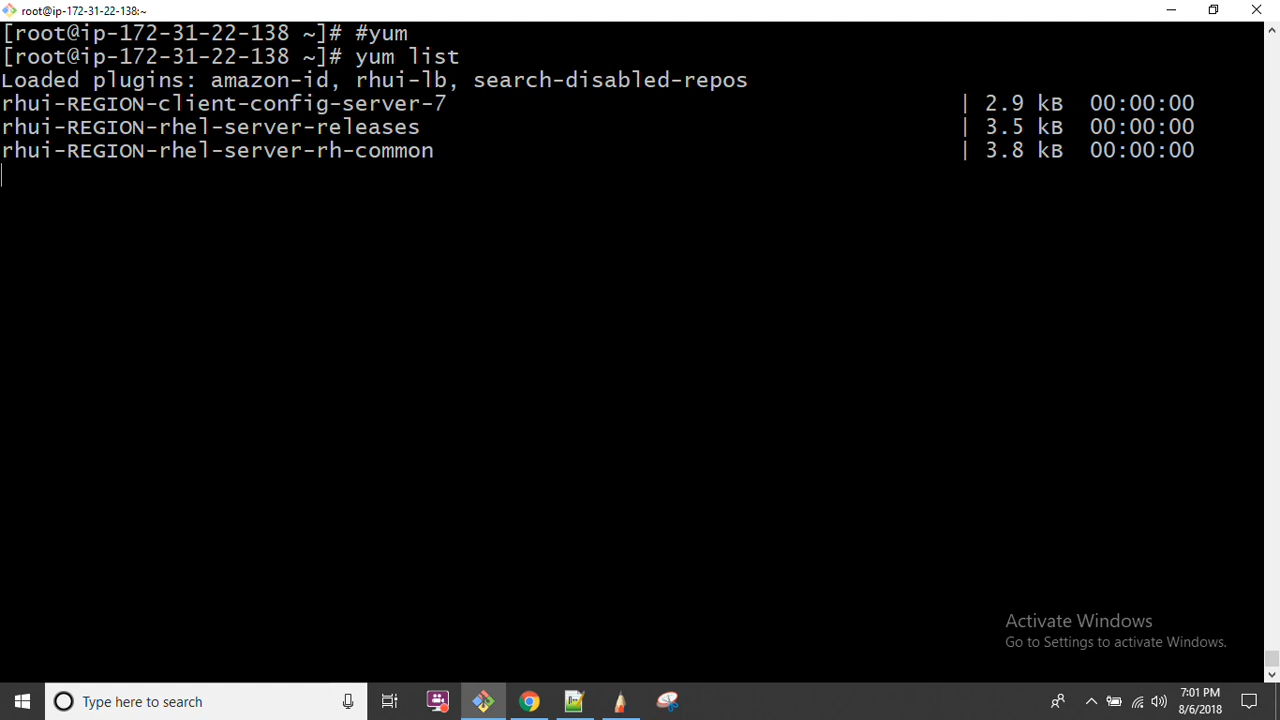 root@ip-172-31-22-138:~
[root@ip-172-31-22-138 ~]# #yum
[root@ip-172-31-22-138 ~]# yum list
Loaded plugins: amazon-id, rhui-lb, search-disabled-repos
rhui-REGION-client-config-server-7 | 2.9 kB 00:00:00
rhui-REGION-rhel-server-releases | 3.5 kB 00:00:00
rhui-REGION-rhel-server-rh-common | 3.8 kB 00:00:00
Activate Windows
Go to Settings to activate Windows.
Type here to search
7:01 PM
8/6/2018